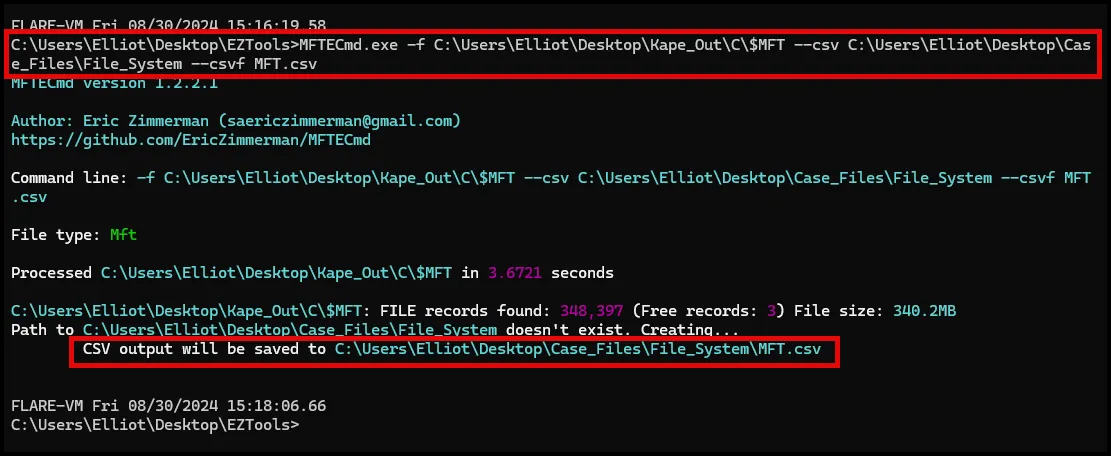 FLARE-VM Fri 08/30/2024 15:16:19.58
C:\Users\Elliot\Desktop\EZTools>MFTECmd.exe -f C:\Users\Elliot\Desktop\Kape_Out\C\$MFT --csv C:\Users\Elliot\Desktop\Cas
e_Files\File_System --csvf MFT.csv
MFTECmd version 1.2.2.1
Author: Eric Zimmerman (saericzimmerman@gmail.com)
https://github.com/EricZimmerman/MFTECmd
Command line: -f C:\Users\Elliot\Desktop\Kape_Out\C\$MFT --csv C:\Users\Elliot\Desktop\Case_Files\File_System --csvf MFT
.csv
File type: Mft
Processed C:\Users\Elliot\Desktop\Kape_Out\C\$MFT in 3.6721 seconds
C:\Users\Elliot\Desktop\Kape_Out\C\$MFT: FILE records found: 348,397 (Free records: 3) File size: 340.2MB
Path to C:\Users\Elliot\Desktop\Case_Files\File_System doesn't exist. Creating...
CSV output will be saved to C:\Users\Elliot\Desktop\Case_Files\File_System\MFT.csv
FLARE-VM Fri 08/30/2024 15:18:06.66
C:\Users\Elliot\Desktop\EZTools>